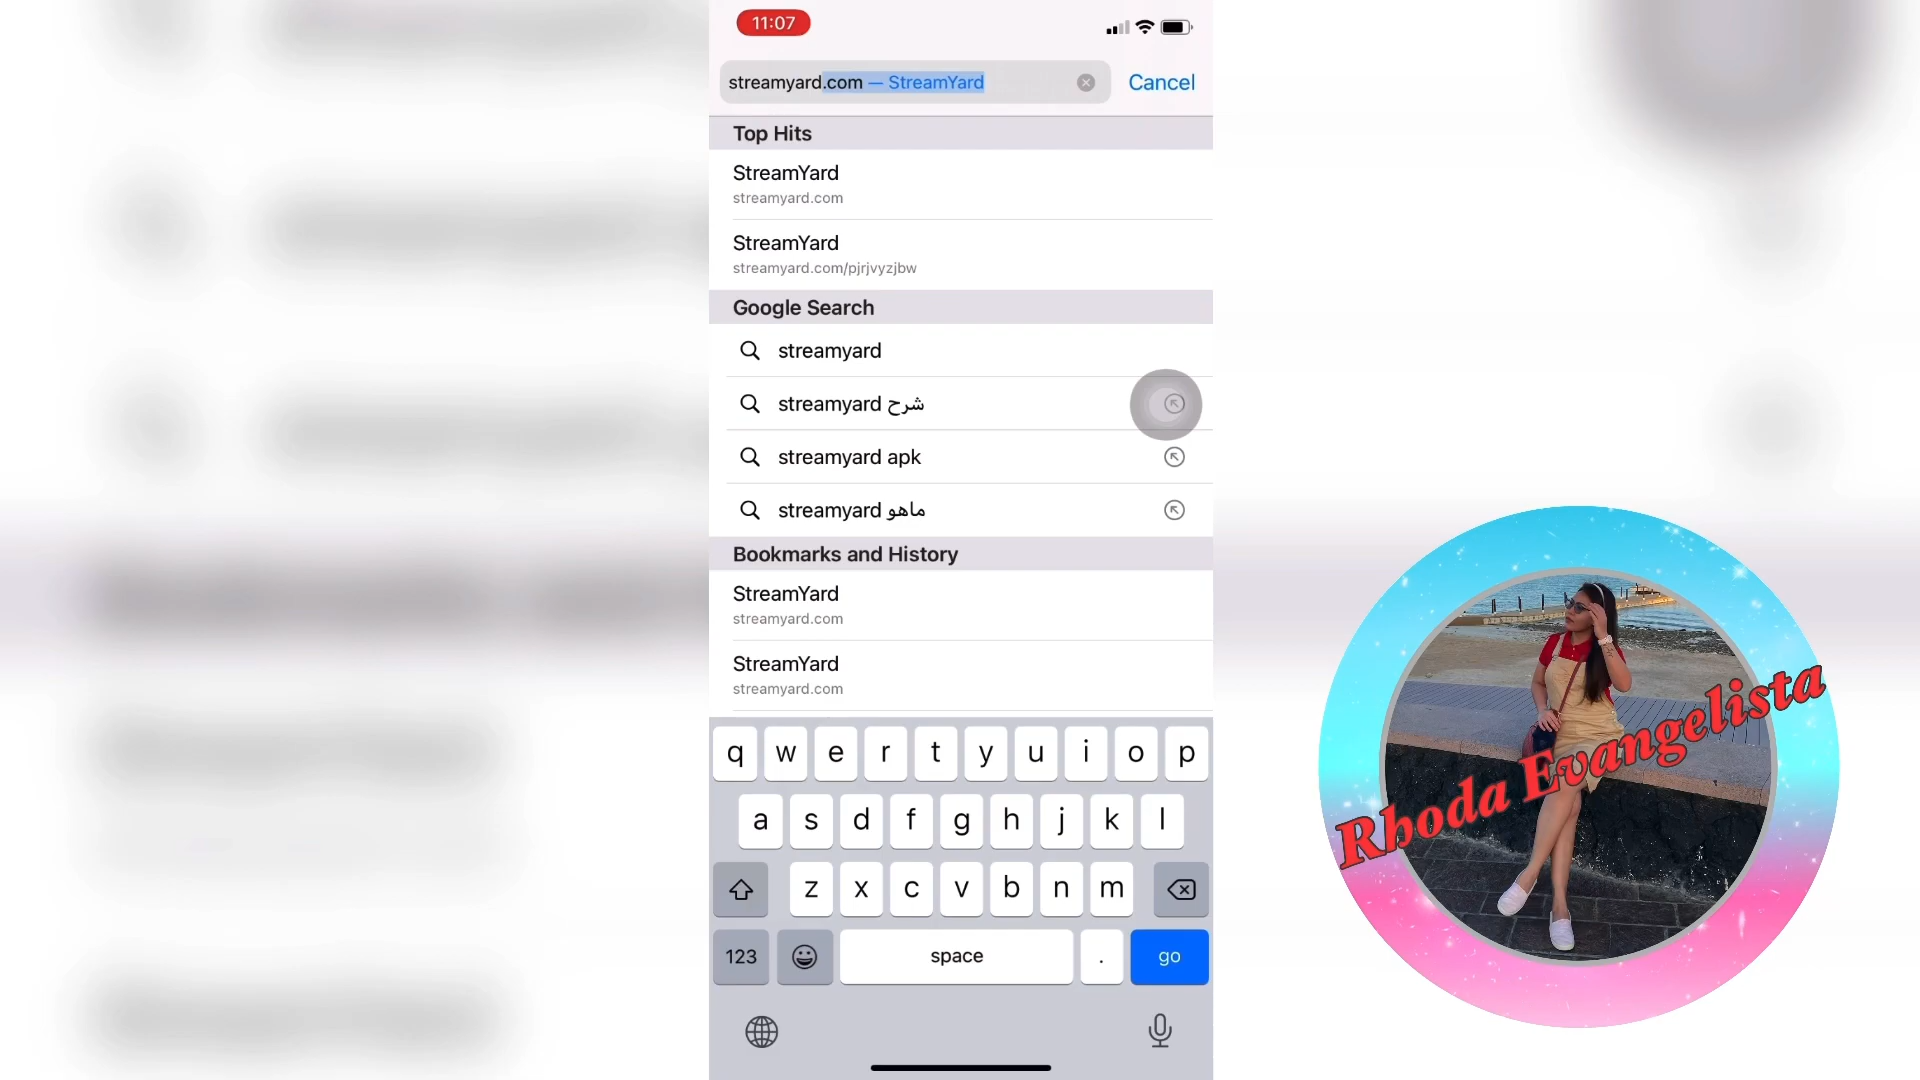 11:07
streamyard.com — StreamYard
Cancel
Top Hits
StreamYard
streamyard.com
StreamYard
streamyard.com/pjrjvyzjbw
Google Search
streamyard
streamyard شرح
streamyard apk
streamyard ماهو
Bookmarks and History
StreamYard
streamyard.com
StreamYard
streamyard.com
q w e r t y u i o p
a s d f g h j k l
z x c v b n m
123 space . go
Rhoda Evangelista